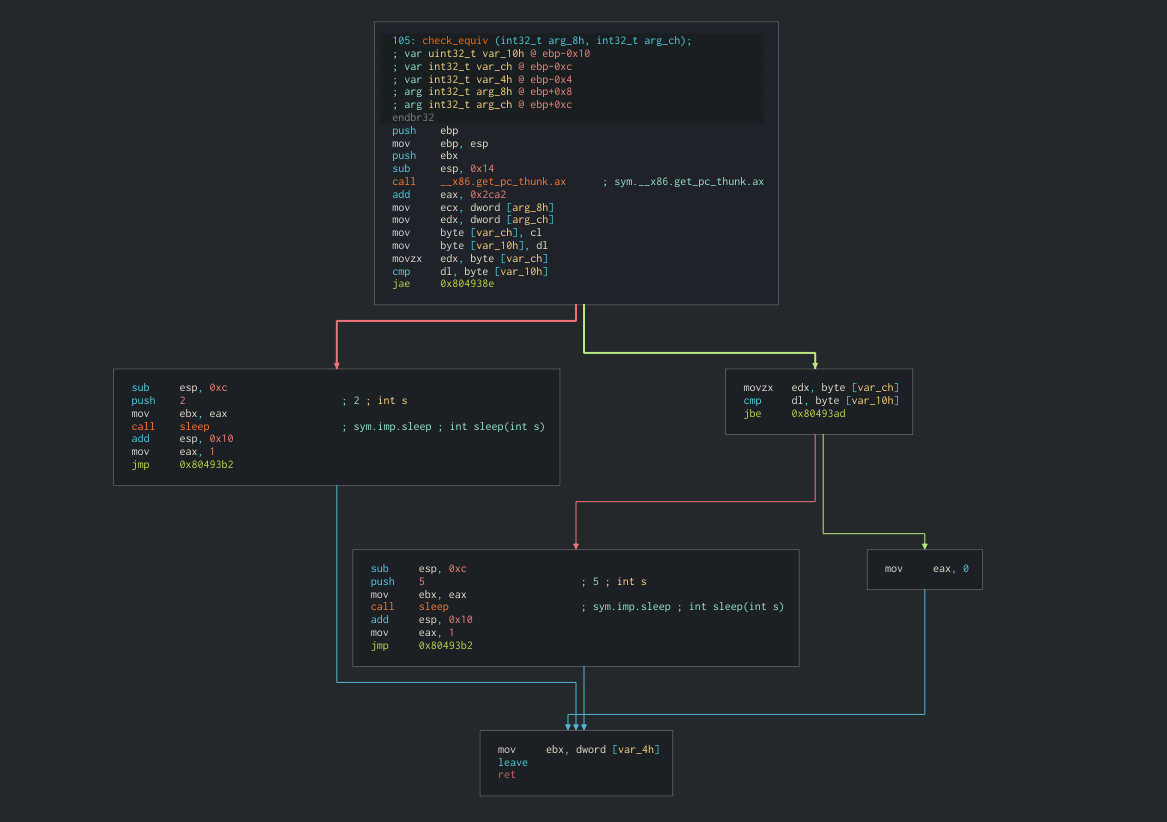 105: check_equiv (int32_t arg_8h, int32_t arg_ch);
; var uint32_t var_10h @ ebp-0x10
; var int32_t var_ch @ ebp-0xc
; var int32_t var_4h @ ebp-0x4
; arg int32_t arg_8h @ ebp+0x8
; arg int32_t arg_ch @ ebp+0xc
endbr32
push ebp
mov ebp, esp
push ebx
sub esp, 0x14
call __x86.get_pc_thunk.ax ; sym.__x86.get_pc_thunk.ax
add eax, 0x2ca2
mov ecx, dword [arg_8h]
mov edx, dword [arg_ch]
mov byte [var_ch], cl
mov byte [var_10h], dl
movzx edx, byte [var_ch]
cmp dl, byte [var_10h]
jae 0x804938e
sub esp, 0xc
push 2 ; 2 ; int s
mov ebx, eax
call sleep ; sym.imp.sleep ; int sleep(int s)
add esp, 0x10
mov eax, 1
jmp 0x80493b2
movzx edx, byte [var_ch]
cmp dl, byte [var_10h]
jbe 0x80493ad
sub esp, 0xc
push 5 ; 5 ; int s
mov ebx, eax
call sleep ; sym.imp.sleep ; int sleep(int s)
add esp, 0x10
mov eax, 1
jmp 0x80493b2
mov eax, 0
mov ebx, dword [var_4h]
leave
ret